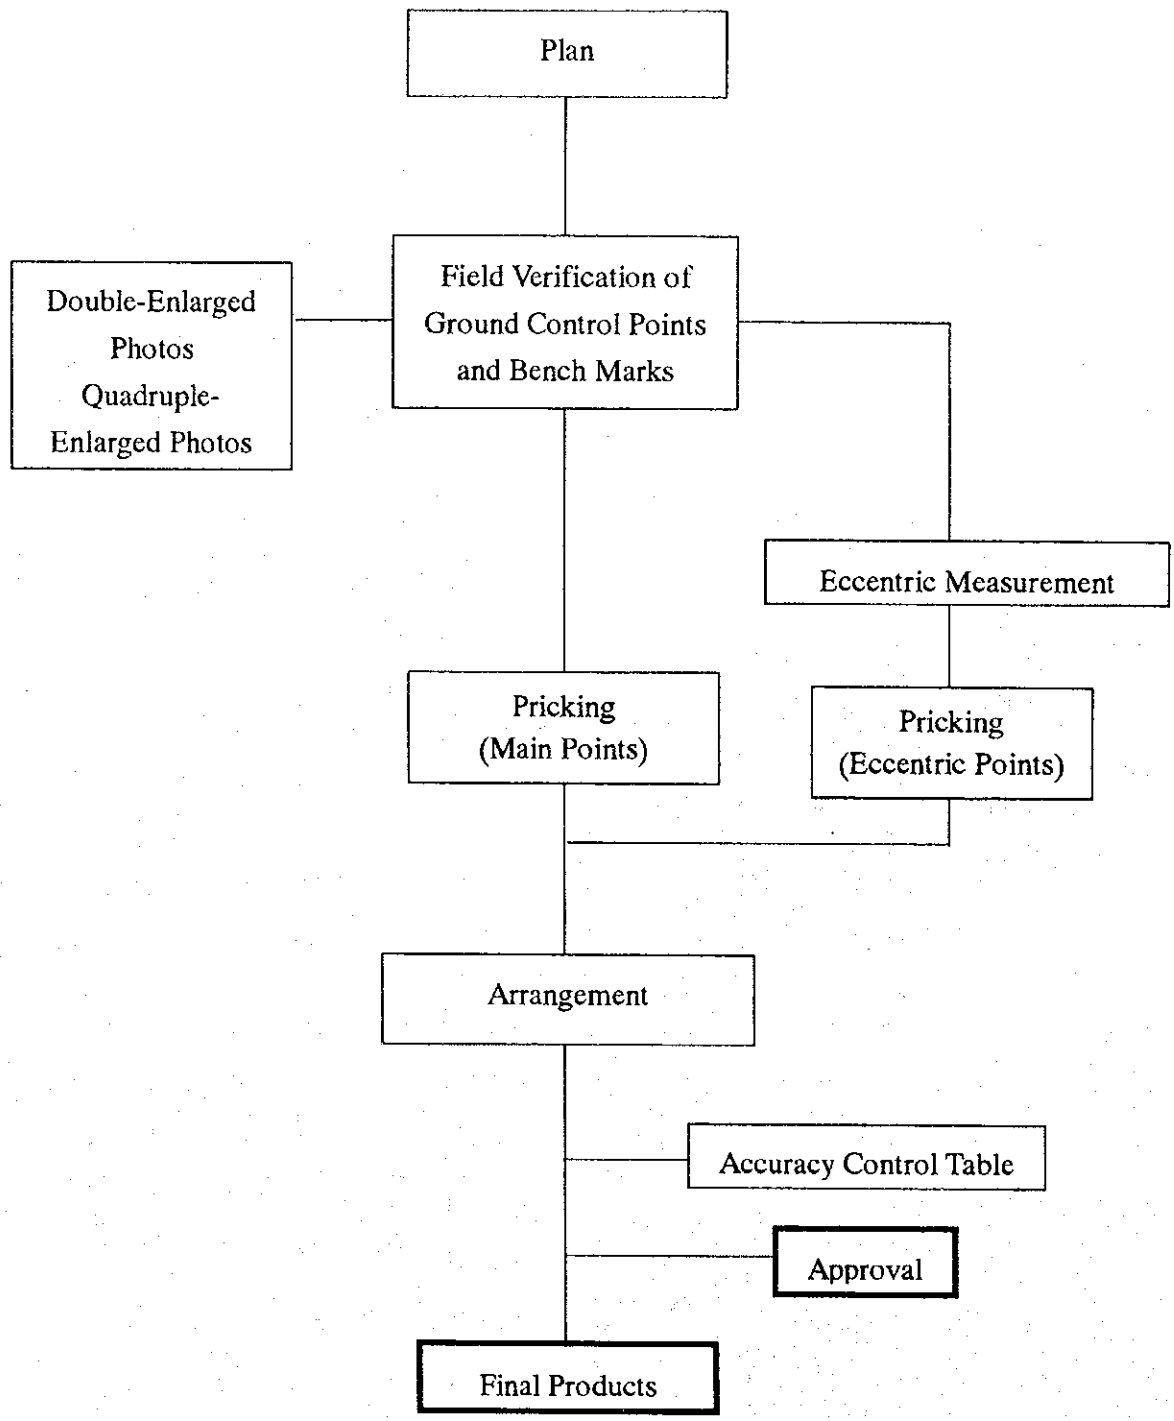 Plan
Field Verification of
Ground Control Points
and Bench Marks
Double-Enlarged
Photos
Quadruple-
Enlarged Photos
Eccentric Measurement
Pricking
(Main Points)
Pricking
(Eccentric Points)
Arrangement
Accuracy Control Table
Approval
Final Products